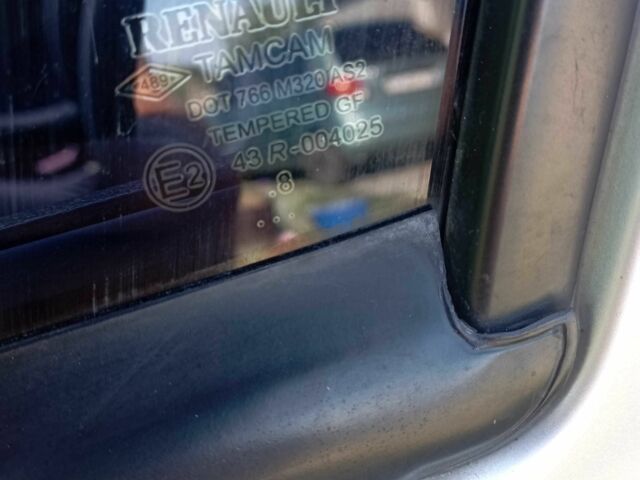 RENAULT
TAMCAM
489
DOT 766 M320 AS2
TEMPERED GF
43 R-004025
E2
.8
...